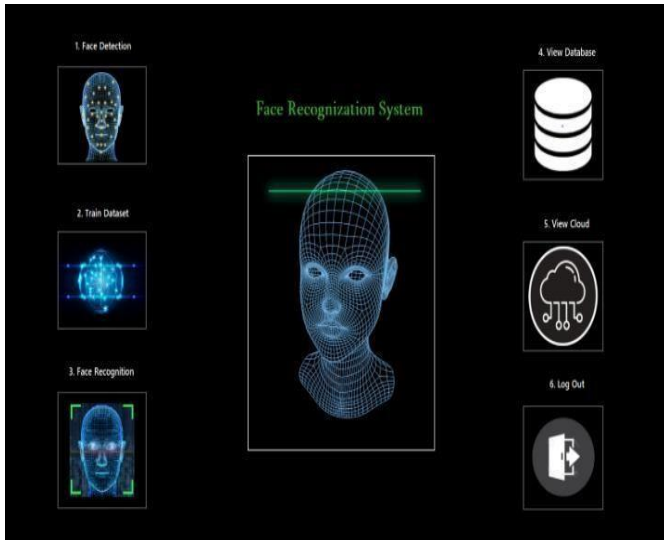 1. Face Detection
2. Train Dataset
3. Face Recognition
Face Recognization System
4. View Database
5. View Cloud
6. Log Out